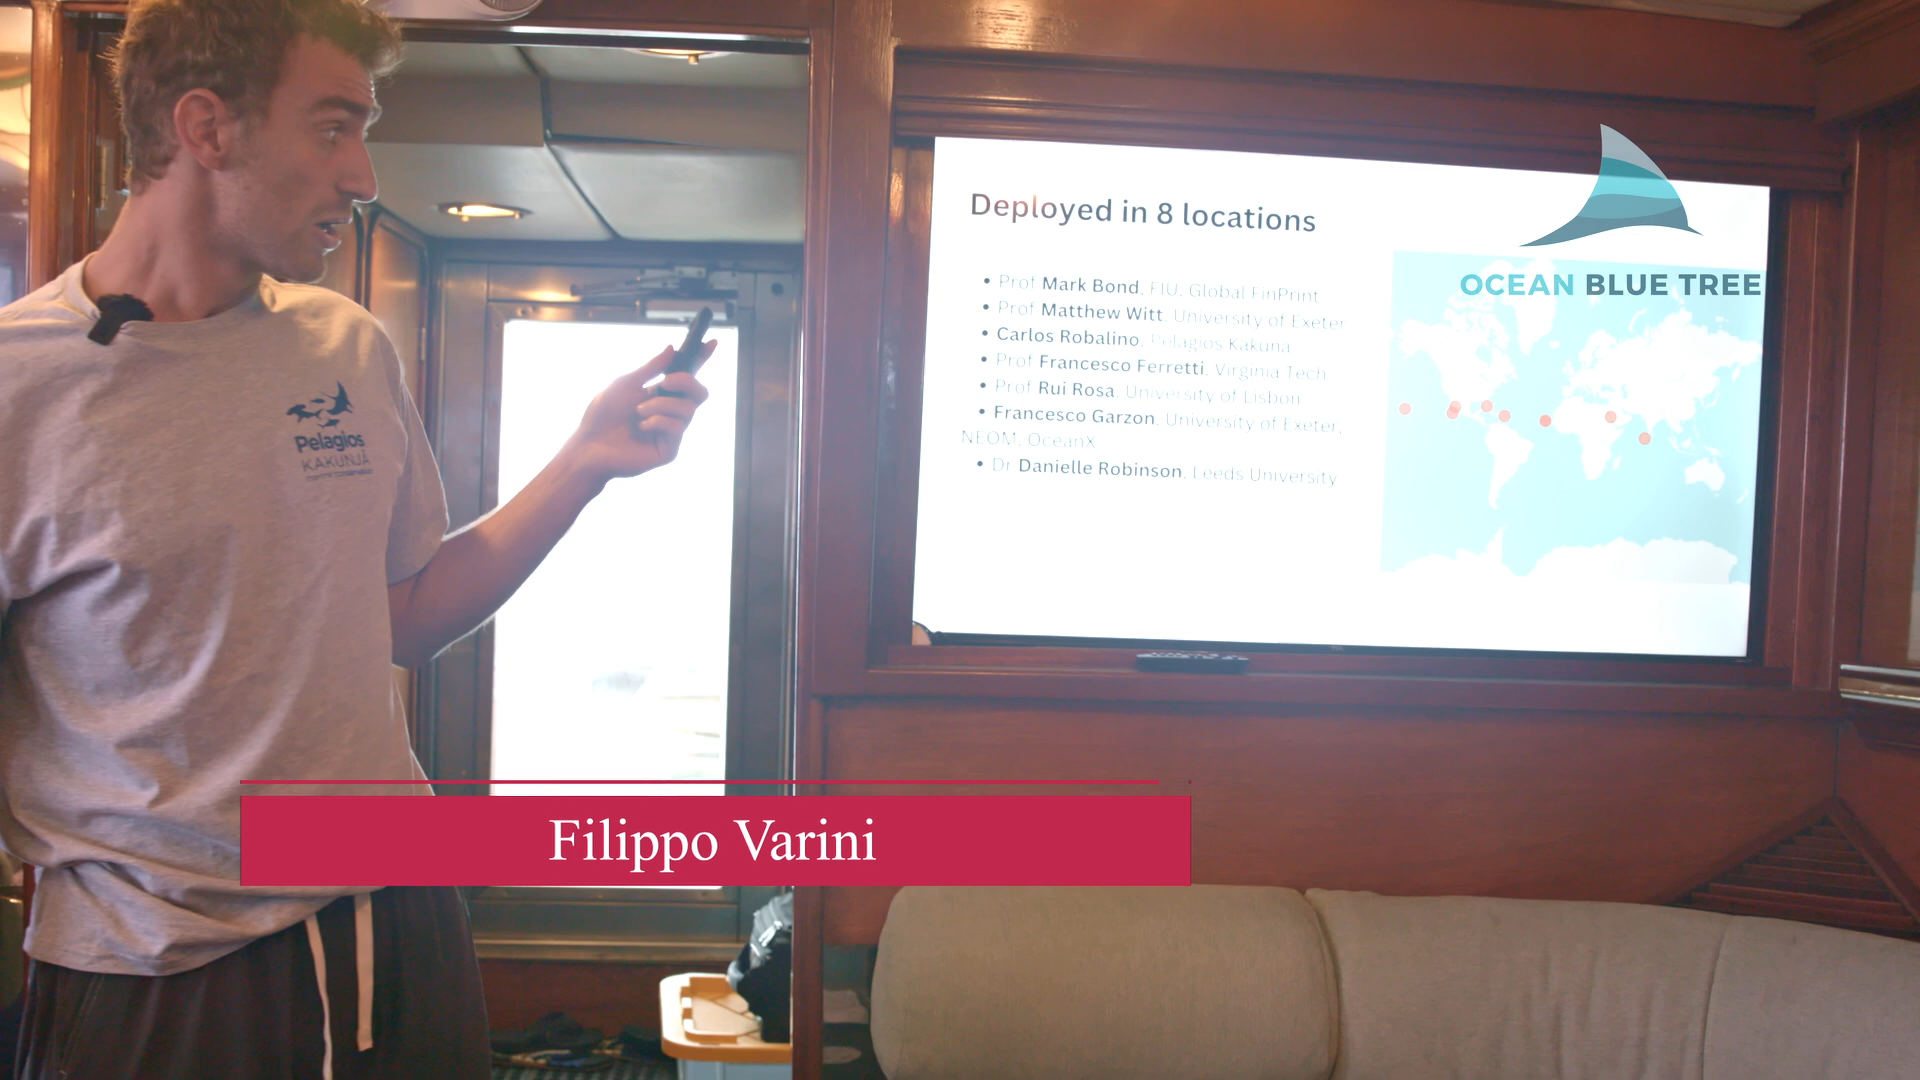 Deployed in 8 locations
• Prof Mark Bond, FIU, Global FinPrint
• Prof Matthew Witt, University of Exeter
• Carlos Robalino, Pelagios Kakunja
• Prof Francesco Ferretti, Virginia Tech
• Prof Rui Rosa, University of Lisbon
• Francesco Garzon, University of Exeter,
NEOM, OceanX
• Dr Danielle Robinson, Leeds University
OCEAN BLUE TREE
Pelagios
KAKUNJÁ
Filippo Varini